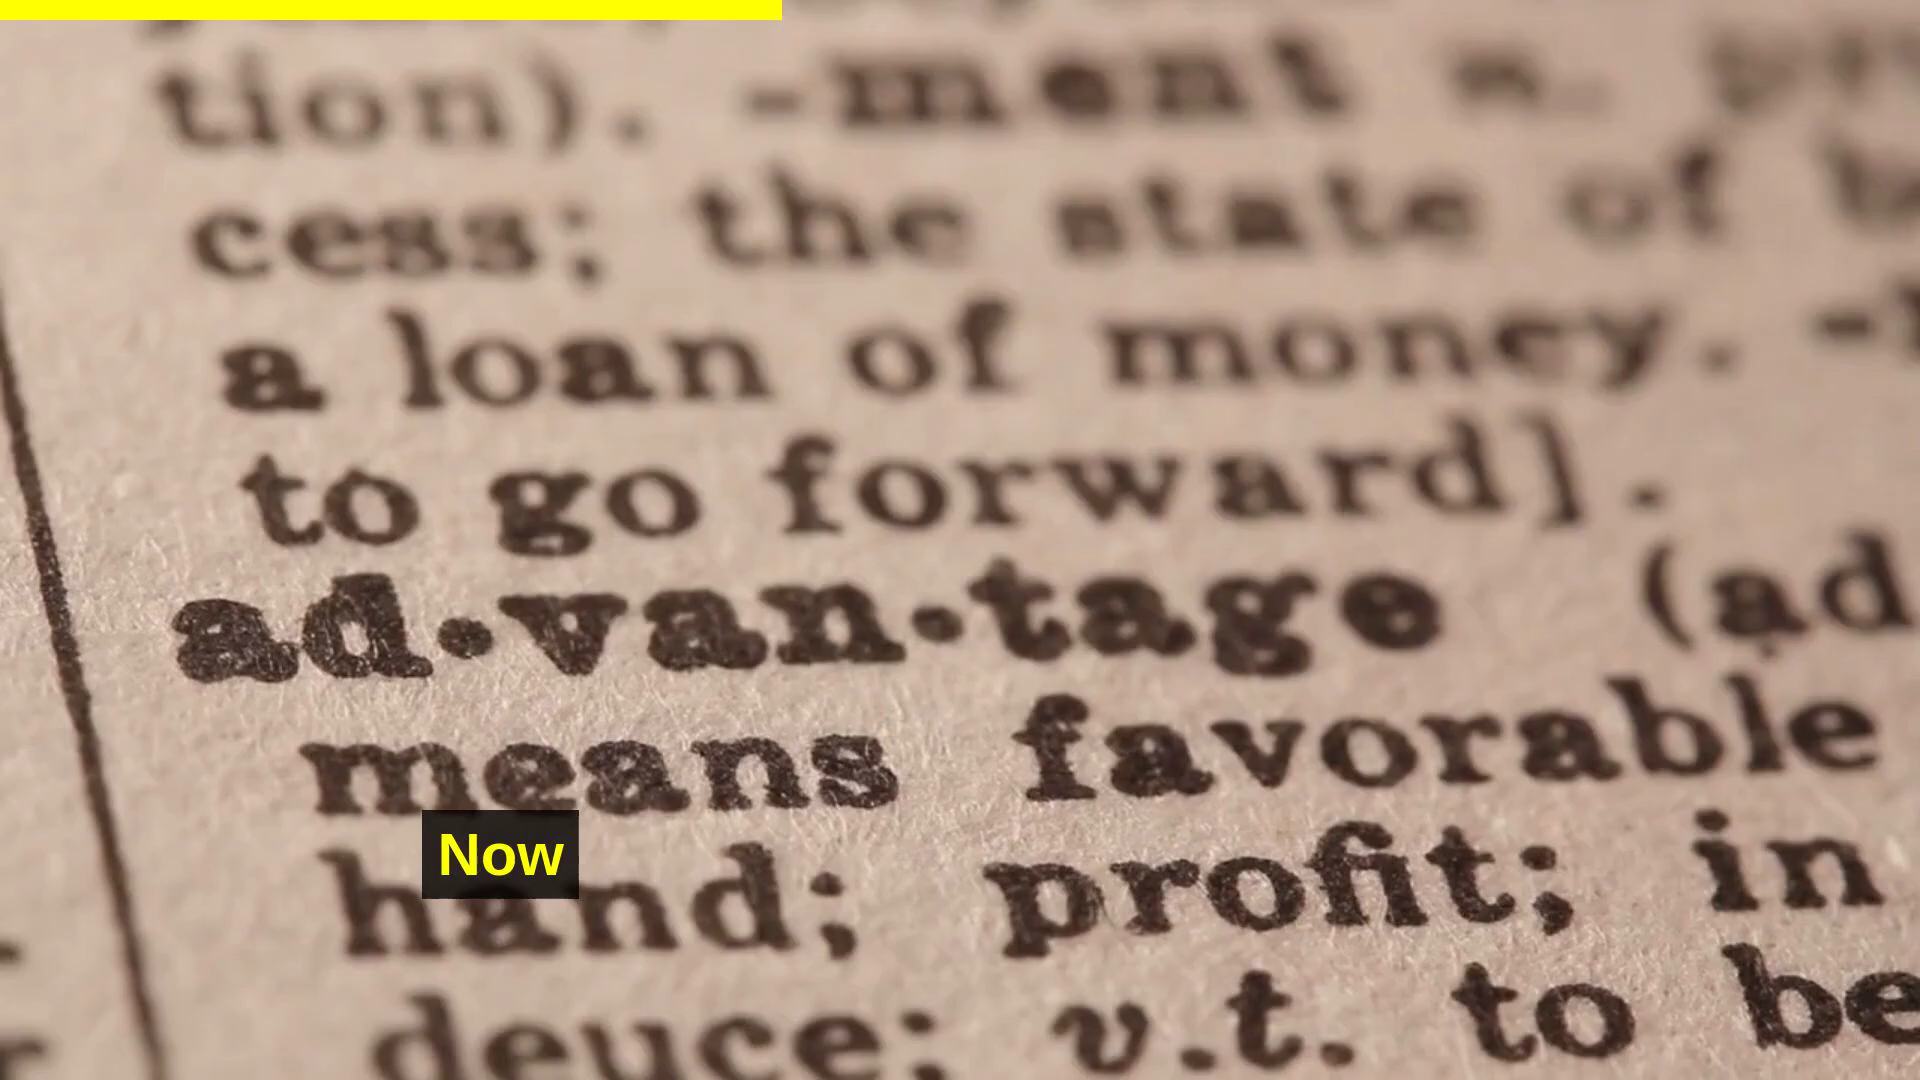 tion). -ment n.
cess; the state of
a loan of money.
to go forward].
ad•van•tage (ad
means favorable
Now
hand; profit; in
deuce; v.t. to be